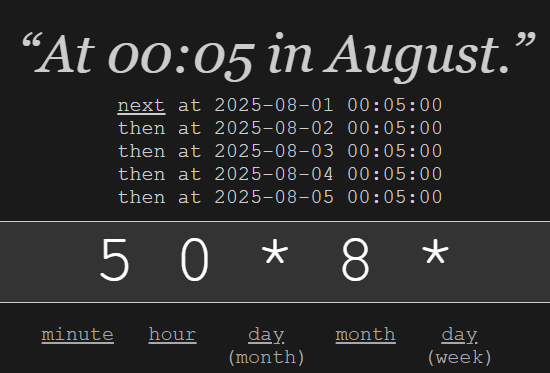 “At 00:05 in August.”
next at 2025-08-01 00:05:00
then at 2025-08-02 00:05:00
then at 2025-08-03 00:05:00
then at 2025-08-04 00:05:00
then at 2025-08-05 00:05:00
5 0 * 8 *
minute hour day month day
(month) (week)